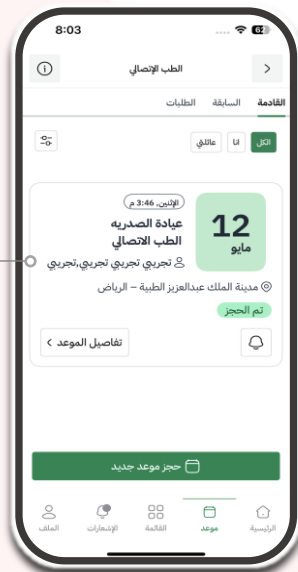 8:03
62
الطب الإتصالي
القادمة السابقة الطلبات
الكل انا عائلتي
12
مايو
الإثنين, 3:46 م
عيادة الصدريه
الطب الاتصالي
تجريبي تجريبي تجريبي,تجريبي
مدينة الملك عبدالعزيز الطبية – الرياض
تم الحجز
تفاصيل الموعد
حجز موعد جديد
الرئيسية موعد القائمة الإشعارات الملف